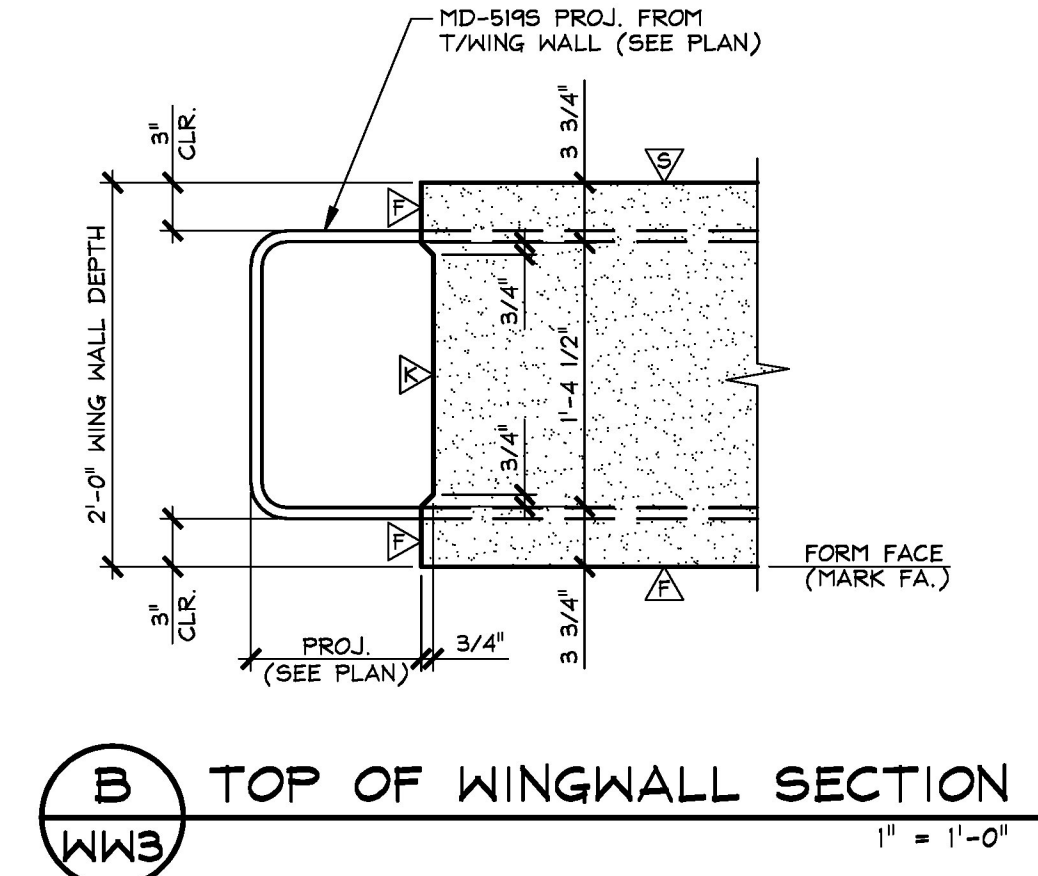 MD-519S PROJ. FROM
T/WING WALL (SEE PLAN)
3"
CLR.
3 3/4"
S
F
2'-0" WING WALL DEPTH
3/4"
K
1'-4 1/2"
3/4"
F
FORM FACE
(MARK FA.)
F
3"
CLR.
3 3/4"
PROJ.
(SEE PLAN)
3/4"
B
WW3
TOP OF WINGWALL SECTION
1" = 1'-0"